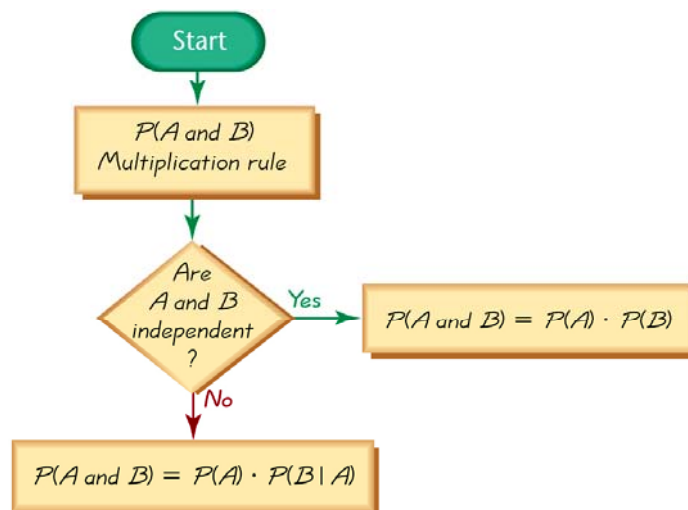 Start
P(A and B)
Multiplication rule
Are
A and B
independent
?
Yes
P(A and B) = P(A) · P(B)
No
P(A and B) = P(A) · P(B | A)